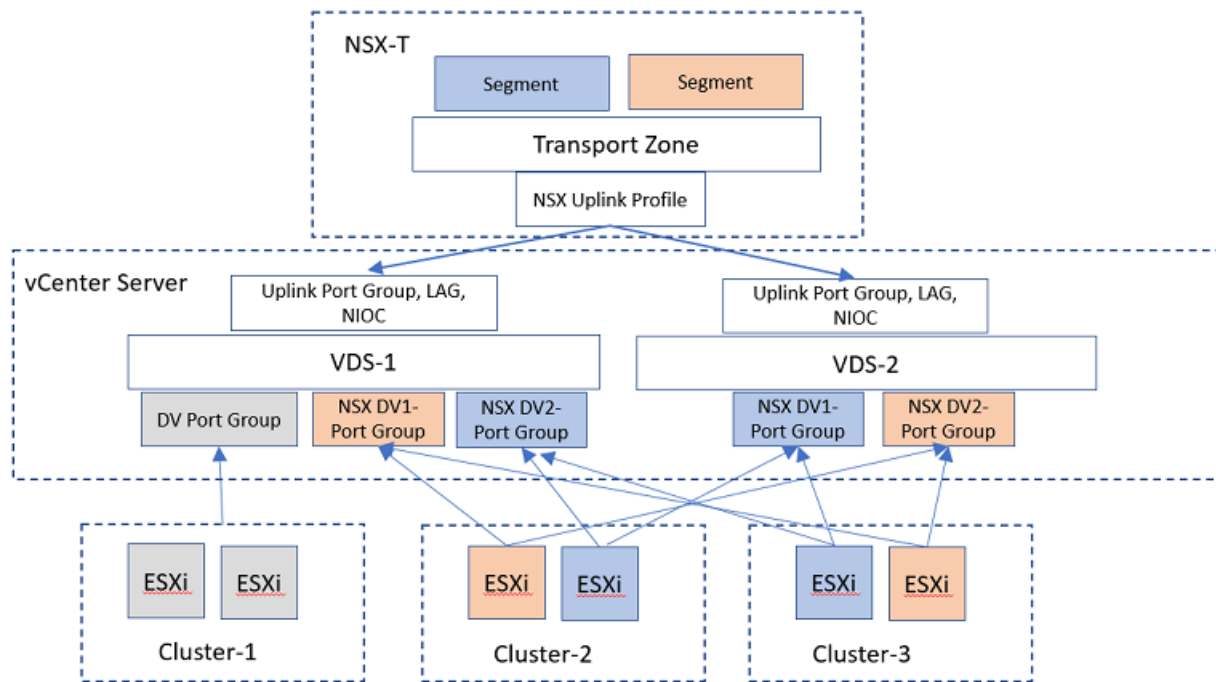 NSX-T
Segment
Segment
Transport Zone
NSX Uplink Profile
vCenter Server
Uplink Port Group, LAG,
NIOC
Uplink Port Group, LAG,
NIOC
VDS-1
VDS-2
DV Port Group
NSX DV1-
Port Group
NSX DV2-
Port Group
NSX DV1-
Port Group
NSX DV2-
Port Group
ESXi
ESXi
ESXi
ESXi
ESXi
ESXi
Cluster-1
Cluster-2
Cluster-3